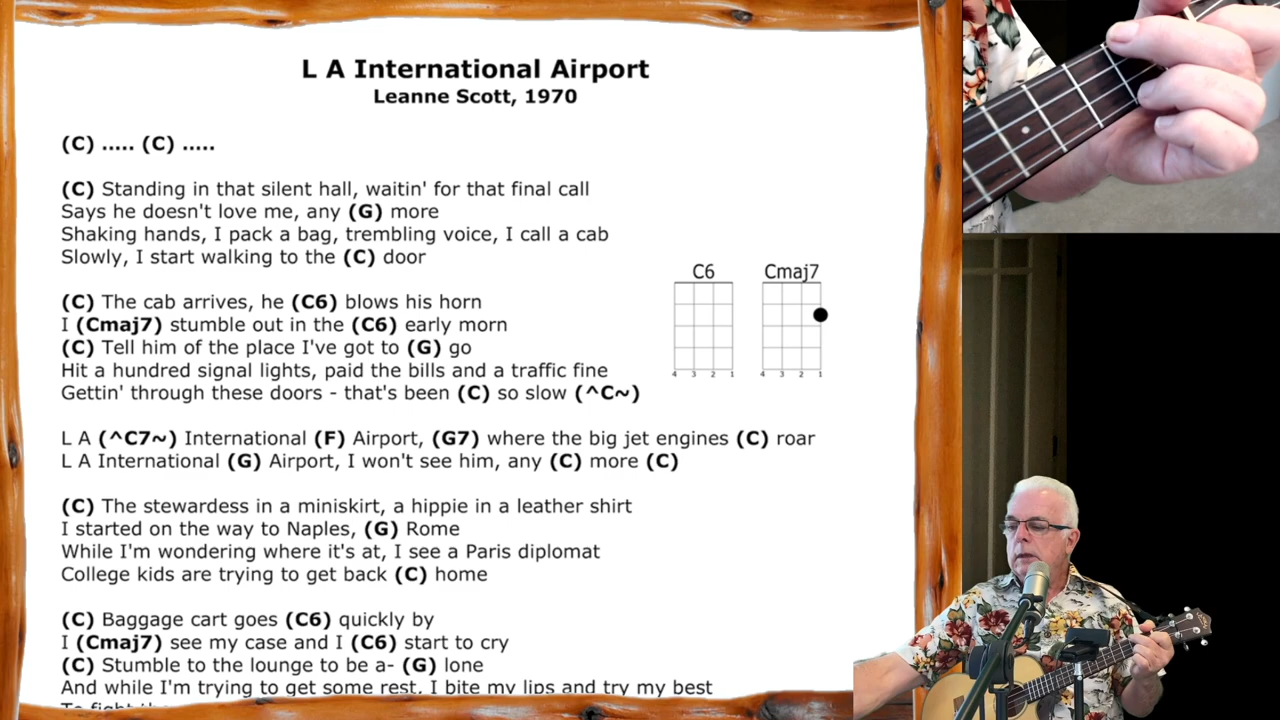 L A International Airport
Leanne Scott, 1970
(C) ..... (C) .....
(C) Standing in that silent hall, waitin' for that final call
Says he doesn't love me, any (G) more
Shaking hands, I pack a bag, trembling voice, I call a cab
Slowly, I start walking to the (C) door
(C) The cab arrives, he (C6) blows his horn
I (Cmaj7) stumble out in the (C6) early morn
(C) Tell him of the place I've got to (G) go
Hit a hundred signal lights, paid the bills and a traffic fine
Gettin' through these doors - that's been (C) so slow (^C~)
C6 Cmaj7
4 3 2 1 4 3 2 1
L A (^C7~) International (F) Airport, (G7) where the big jet engines (C) roar
L A International (G) Airport, I won't see him, any (C) more (C)
(C) The stewardess in a miniskirt, a hippie in a leather shirt
I started on the way to Naples, (G) Rome
While I'm wondering where it's at, I see a Paris diplomat
College kids are trying to get back (C) home
(C) Baggage cart goes (C6) quickly by
I (Cmaj7) see my case and I (C6) start to cry
(C) Stumble to the lounge to be a- (G) lone
And while I'm trying to get some rest, I bite my lips and try my best